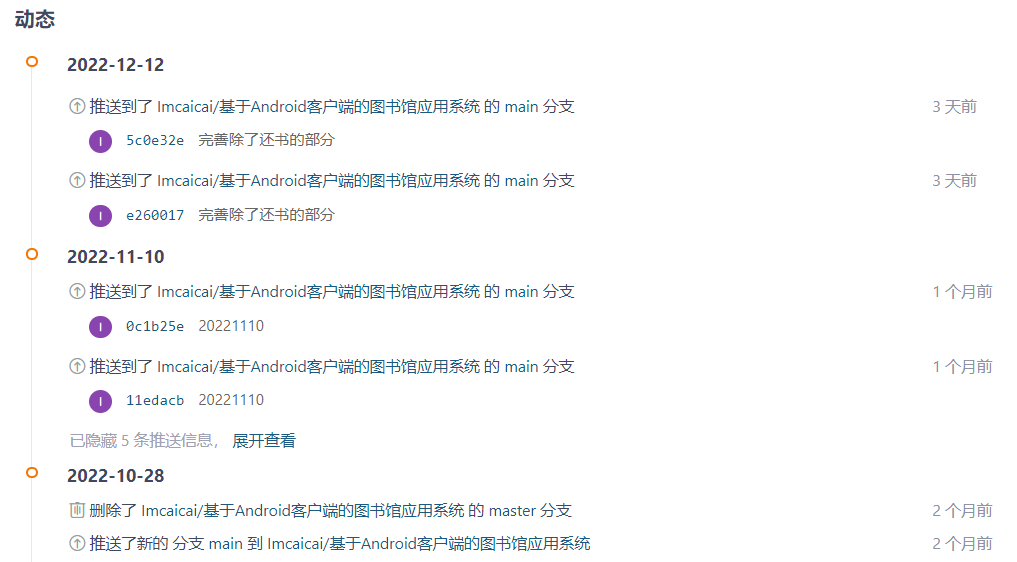 动态
2022-12-12
推送到了 Imcaicai/基于Android客户端的图书馆应用系统 的 main 分支 3 天前
I 5c0e32e 完善除了还书的部分
推送到了 Imcaicai/基于Android客户端的图书馆应用系统 的 main 分支 3 天前
I e260017 完善除了还书的部分
2022-11-10
推送到了 Imcaicai/基于Android客户端的图书馆应用系统 的 main 分支 1 个月前
I 0c1b25e 20221110
推送到了 Imcaicai/基于Android客户端的图书馆应用系统 的 main 分支 1 个月前
I 11edacb 20221110
已隐藏 5 条推送信息， 展开查看
2022-10-28
删除了 Imcaicai/基于Android客户端的图书馆应用系统 的 master 分支 2 个月前
推送了新的 分支 main 到 Imcaicai/基于Android客户端的图书馆应用系统 2 个月前